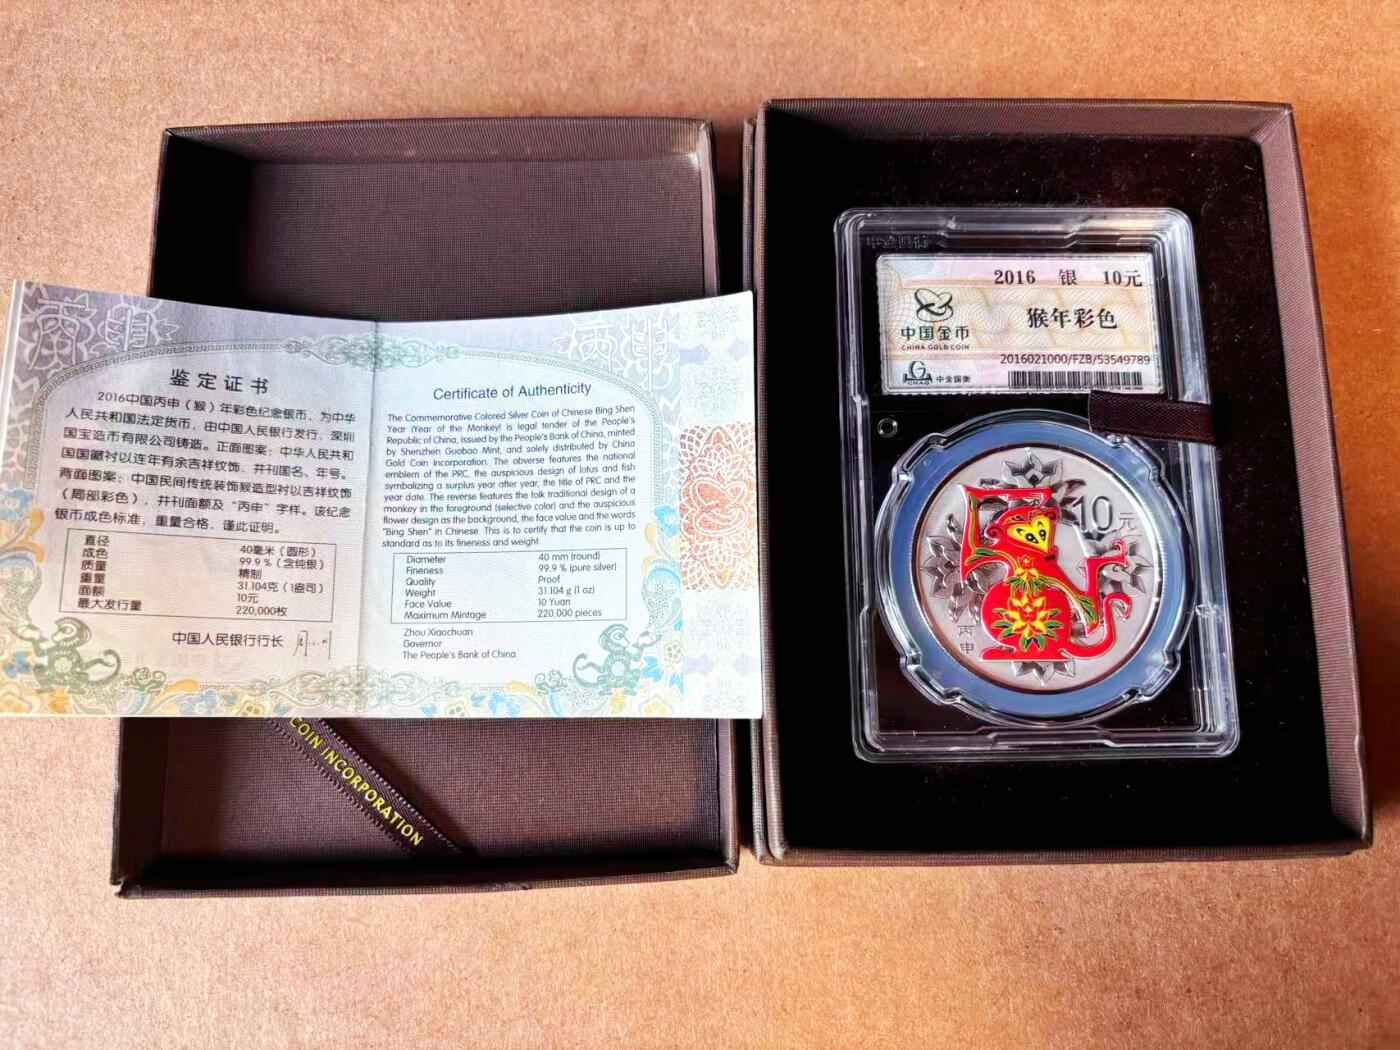 鉴定证书
2016中国丙申（猴）年彩色纪念银币，为中华
人民共和国法定货币，由中国人民银行发行，深圳
国宝造币有限公司铸造。正面图案：中华人民共和
国国徽衬以连年有余吉祥纹饰，并刊国名、年号。
背面图案：中国民间传统装饰猴造型衬以吉祥纹饰
（局部彩色），并刊面额及“丙申”字样。该纪念
银币成色标准，重量合格，谨此证明。
直径 40毫米（圆形）
成色 99.9%（含纯银）
质量 精制
重量 31.104克（1盎司）
面额 10元
最大发行量 220,000枚
中国人民银行行长
Certificate of Authenticity
The Commemorative Colored Silver Coin of Chinese Bing Shen
Year (Year of the Monkey) is legal tender of the People's
Republic of China, issued by the People's Bank of China, minted
by Shenzhen Guobao Mint, and solely distributed by China
Gold Coin Incorporation. The obverse features the national
emblem of the PRC, the auspicious design of lotus and fish
symbolizing a surplus year after year, the title of PRC and the
year date. The reverse features the folk traditional design of a
monkey in the foreground (selective color) and the auspicious
flower design as the background, the face value and the words
"Bing Shen" in Chinese. This is to certify that the coin is up to
standard as to its fineness and weight.
Diameter 40 mm (round)
Fineness 99.9 % (pure silver)
Quality Proof
Weight 31.104 g (1 oz)
Face Value 10 Yuan
Maximum Mintage 220,000 pieces
Zhou Xiaochuan
Governor
The People's Bank of China
COIN INCORPORATION
2016 银 10元
中国金币
CHINA GOLD COIN
猴年彩色
2016021000/FZB/53549789
CNAG 中金国衡
10元
丙
申